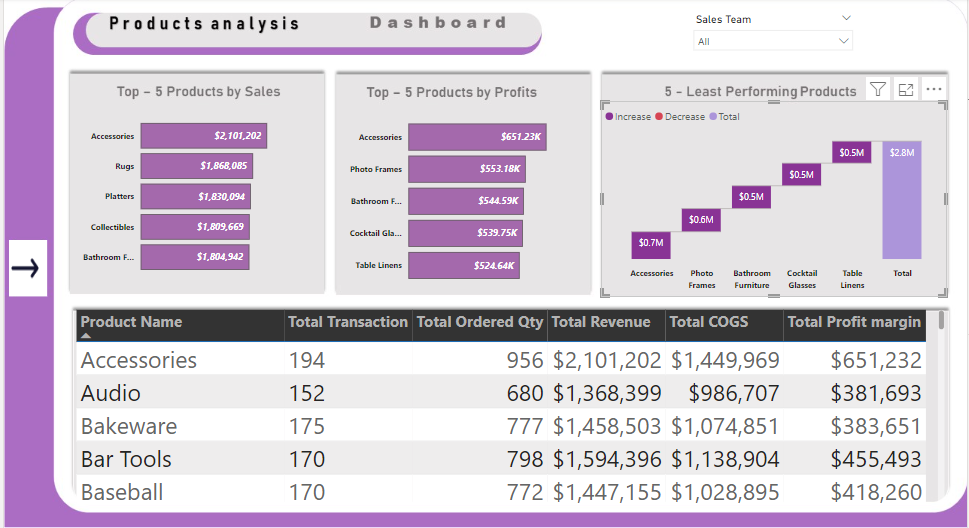 Products analysis Dashboard
Sales Team
All
Top – 5 Products by Sales
Accessories $2,101,202
Rugs $1,868,085
Platters $1,830,094
Collectibles $1,809,669
Bathroom F... $1,804,942
Top – 5 Products by Profits
Accessories $651.23K
Photo Frames $553.18K
Bathroom F... $544.59K
Cocktail Gla... $539.75K
Table Linens $524.64K
5 - Least Performing Products
Increase Decrease Total
$0.7M
$0.6M
$0.5M
$0.5M
$0.5M
$2.8M
Accessories Photo Bathroom Cocktail Table Total
Frames Furniture Glasses Linens
Product Name Total Transaction Total Ordered Qty Total Revenue Total COGS Total Profit margin
Accessories 194 956 $2,101,202 $1,449,969 $651,232
Audio 152 680 $1,368,399 $986,707 $381,693
Bakeware 175 777 $1,458,503 $1,074,851 $383,651
Bar Tools 170 798 $1,594,396 $1,138,904 $455,493
Baseball 170 772 $1,447,155 $1,028,895 $418,260